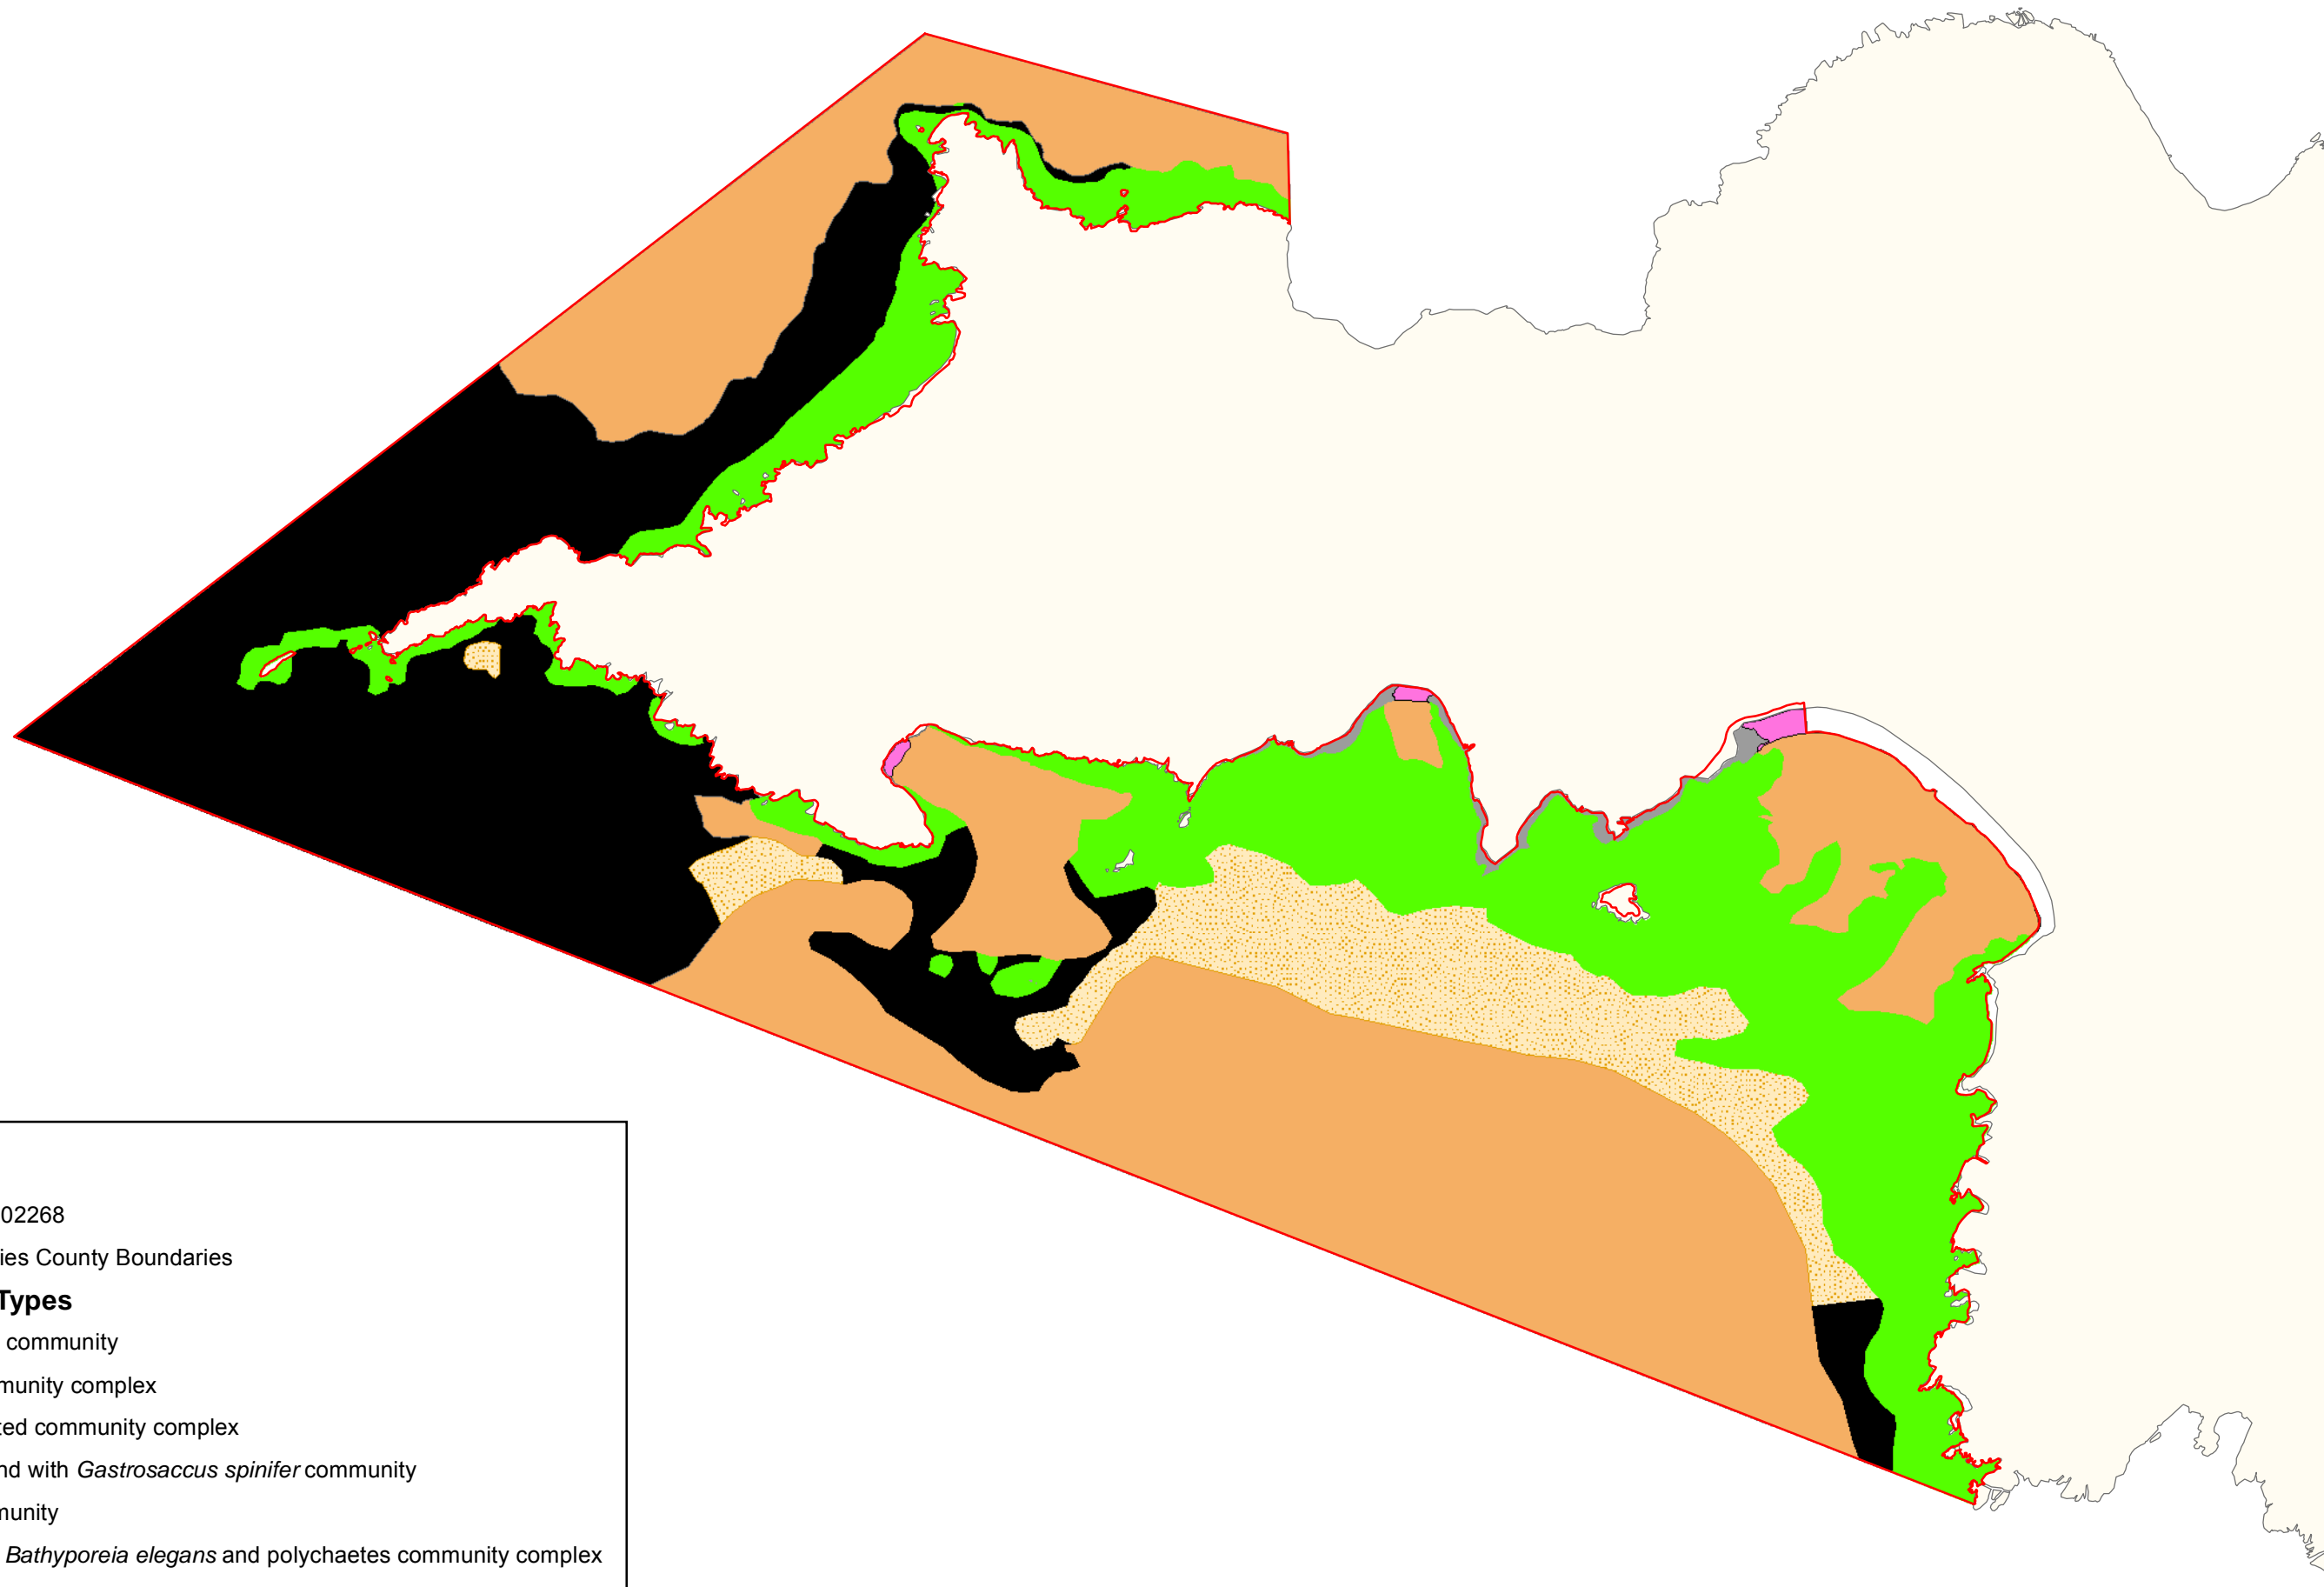 02268
ies County Boundaries
Types
community
munity complex
ted community complex
nd with Gastrosaccus spinifer community
munity
Bathyporeia elegans and polychaetes community complex